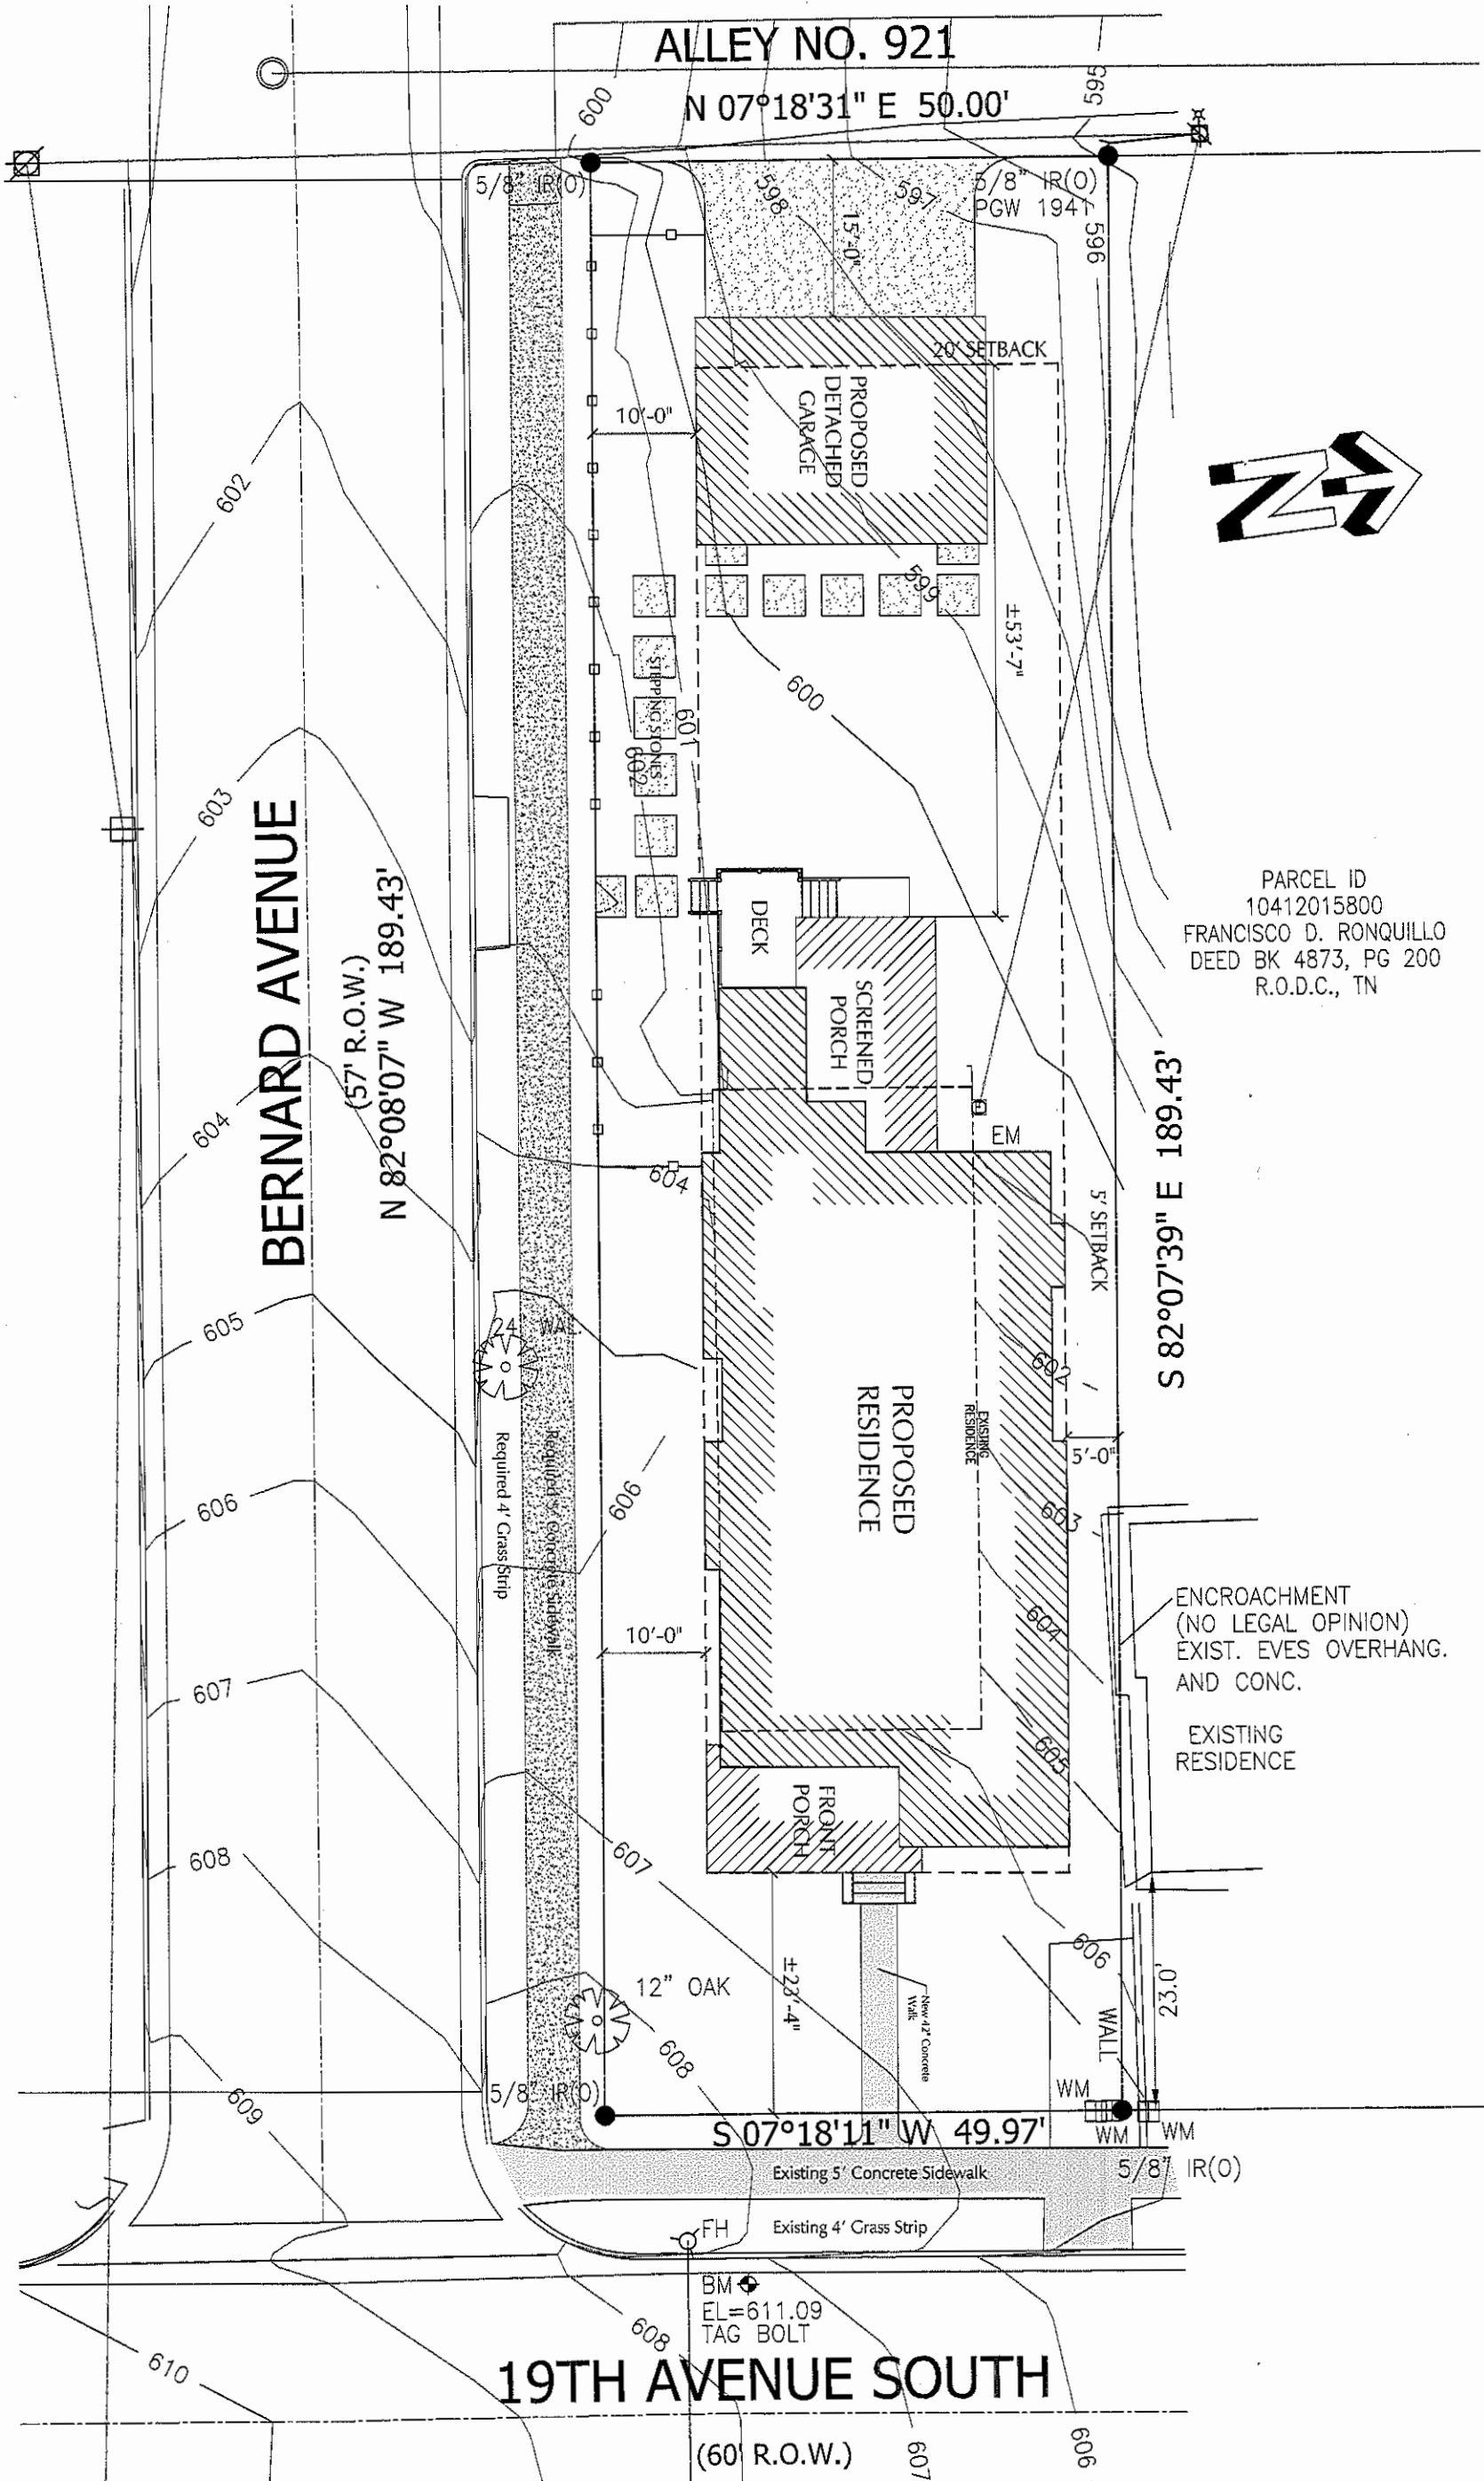 ALLEY NO. 921
N 07°18'31" E 50.00'
600
595
5/8" IR(O)
5/8" IR(O)
PGW 1941
598
597
596
15'-0"
20' SETBACK
PROPOSED
DETACHED
GARAGE
10'-0"
N
602
599
±53'-7"
STEPPING STONES
601
602
600
603
BERNARD AVENUE
(57' R.O.W.)
N 82°08'07" W 189.43'
DECK
SCREENED
PORCH
PARCEL ID
10412015800
FRANCISCO D. RONQUILLO
DEED BK 4873, PG 200
R.O.D.C., TN
604
EM
604
5' SETBACK
S 82°07'39" E 189.43'
605
24" WAL.
602
PROPOSED
RESIDENCE
EXISTING
RESIDENCE
5'-0"
Required 4' Grass Strip
Required 5' Concrete Sidewalk
606
606
603
10'-0"
604
ENCROACHMENT
(NO LEGAL OPINION)
EXIST. EVES OVERHANG.
AND CONC.
EXISTING
RESIDENCE
607
605
FRONT
PORCH
608
607
606
12" OAK
±23'-4"
New 42" Concrete
Walk
23.0'
WALL
608
609
5/8" IR(O)
WM
WM
WM
S 07°18'11" W 49.97'
Existing 5' Concrete Sidewalk
5/8" IR(O)
FH
Existing 4' Grass Strip
BM
EL=611.09
TAG BOLT
610
608
19TH AVENUE SOUTH
(60' R.O.W.)
607
606